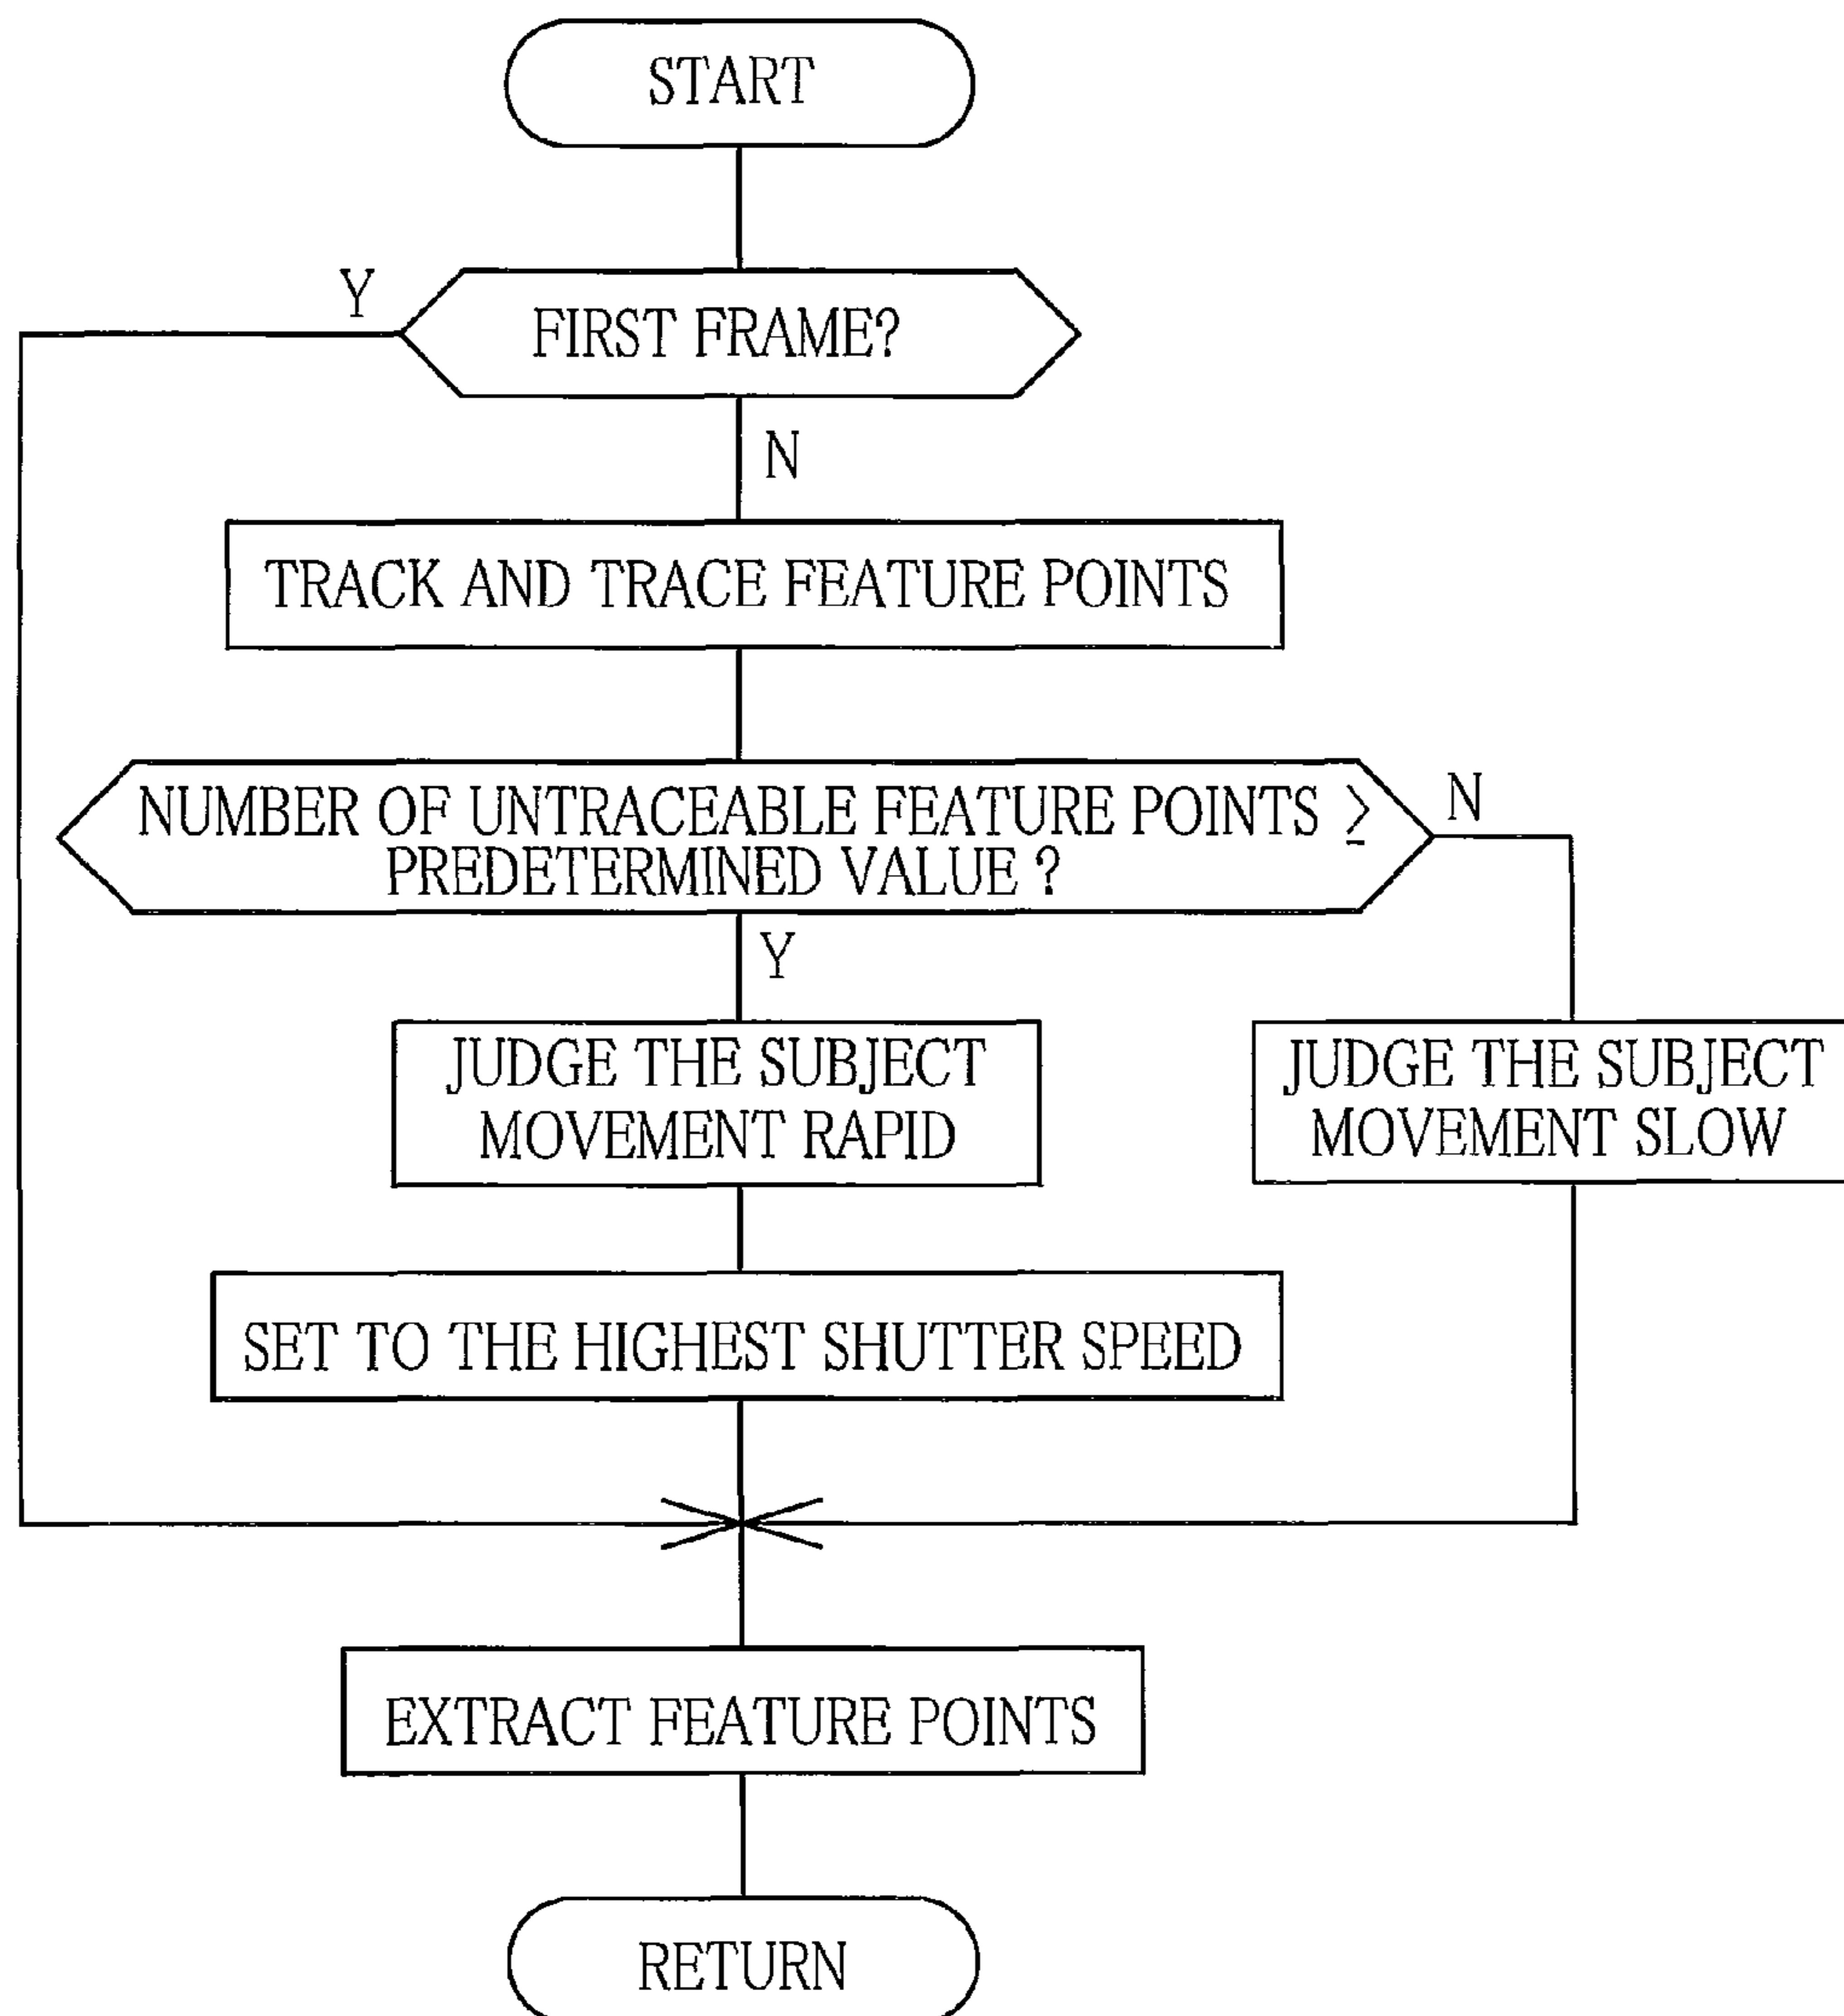 START
Y
FIRST FRAME?
N
TRACK AND TRACE FEATURE POINTS
NUMBER OF UNTRACEABLE FEATURE POINTS ≥
PREDETERMINED VALUE ?
N
Y
JUDGE THE SUBJECT
MOVEMENT RAPID
JUDGE THE SUBJECT
MOVEMENT SLOW
SET TO THE HIGHEST SHUTTER SPEED
EXTRACT FEATURE POINTS
RETURN